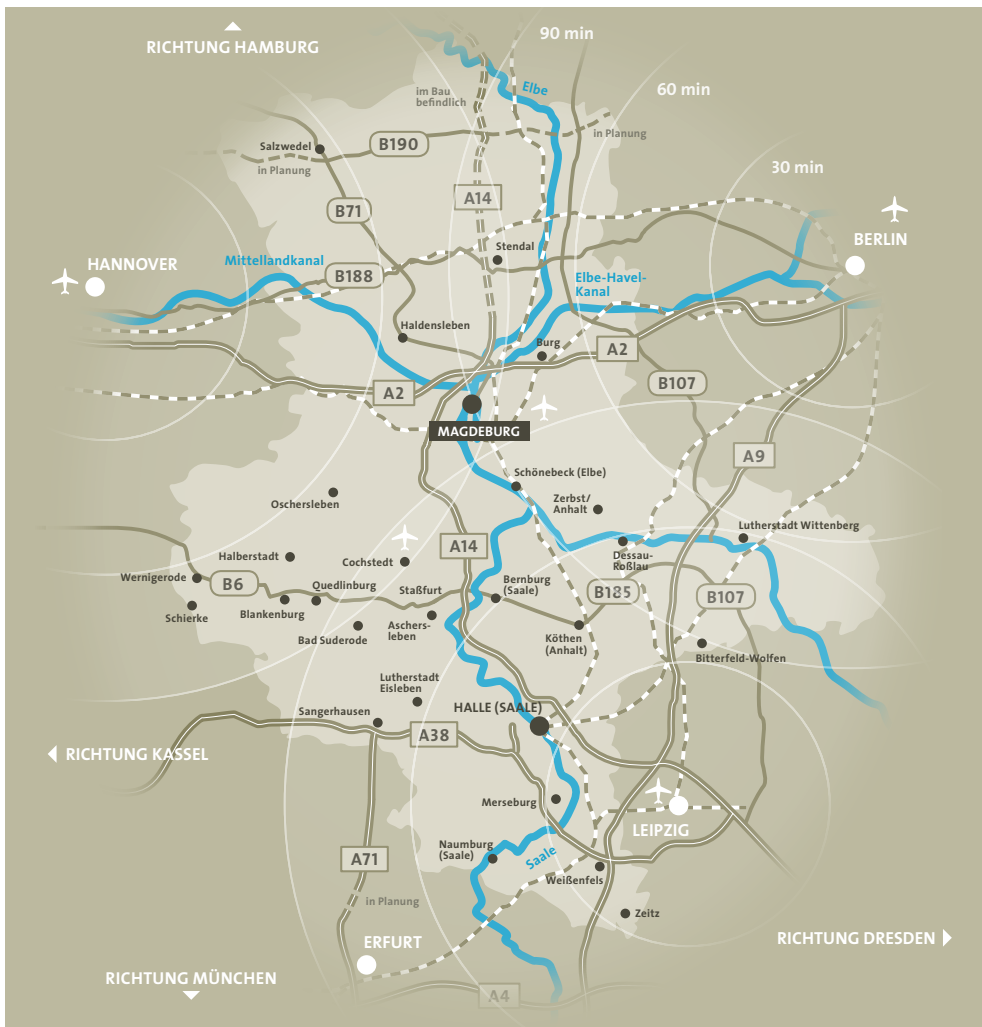 90 min
RICHTUNG HAMBURG
60 min
Elbe
im Bau
befindlich
in Planung
B190
Salzwedel
in Planung
30 min
A14
B71
BERLIN
Stendal
Mittellandkanal
HANNOVER
B188
Elbe-Havel-
Kanal
Haldensleben
Burg
A2
B107
A2
MAGDEBURG
A9
Schönebeck (Elbe)
Oschersleben
Zerbst/
Anhalt
Lutherstadt Wittenberg
A14
Halberstadt
Cochstedt
Dessau-
Roßlau
Wernigerode
B6
Quedlinburg
Staßfurt
Bernburg
(Saale)
B185
B107
Schierke
Blankenburg
Bad Suderode
Aschers-
leben
Köthen
(Anhalt)
Bitterfeld-Wolfen
Lutherstadt
Eisleben
Sangerhausen
HALLE (SAALE)
A38
RICHTUNG KASSEL
Merseburg
LEIPZIG
Naumburg
(Saale)
Saale
A71
Weißenfels
in Planung
Zeitz
ERFURT
RICHTUNG DRESDEN
RICHTUNG MÜNCHEN
A4